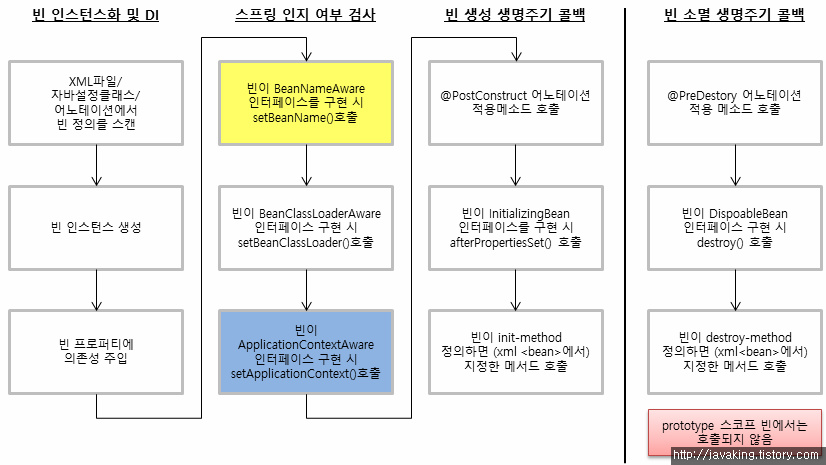 빈 인스턴스화 및 DI
XML파일/
자바설정클래스/
어노테이션에서
빈 정의를 스캔
빈 인스턴스 생성
빈 프로퍼티에
의존성 주입
스프링 인지 여부 검사
빈이 BeanNameAware
인터페이스를 구현 시
setBeanName()호출
빈이 BeanClassLoaderAware
인터페이스 구현 시
setBeanClassLoader()호출
빈이
ApplicationContextAware
인터페이스 구현 시
setApplicationContext()호출
빈 생성 생명주기 콜백
@PostConstruct 어노테이션
적용메소드 호출
빈이 InitializingBean
인터페이스를 구현 시
afterPropertiesSet() 호출
빈이 init-method
정의하면 (xml <bean>에서)
지정한 메서드 호출
빈 소멸 생명주기 콜백
@PreDestory 어노테이션
적용 메소드 호출
빈이 DispoableBean
인터페이스 구현 시
destroy() 호출
빈이 destroy-method
정의하면 (xml<bean>에서)
지정한 메서드 호출
prototype 스코프 빈에서는
호출되지 않음
http://javaking.tistory.com